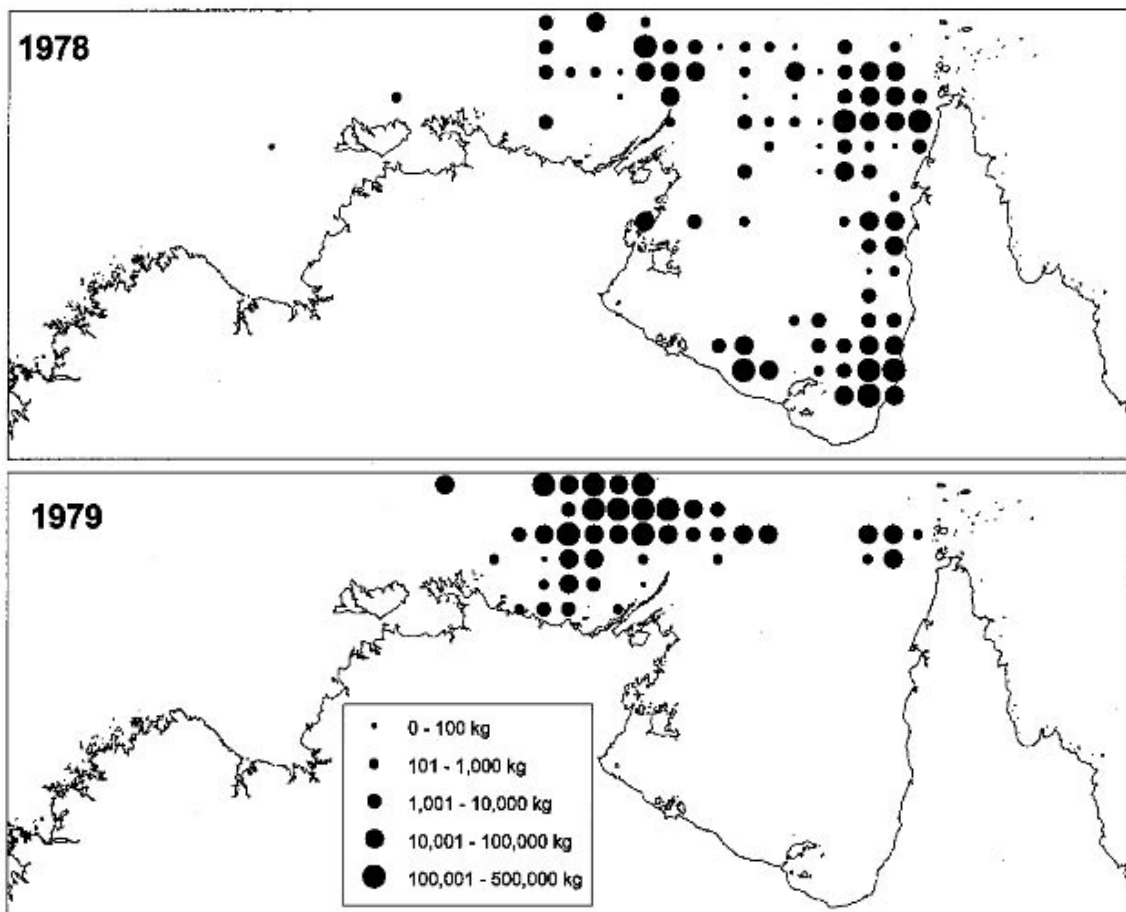 1978
1979
0 - 100 kg
101 - 1,000 kg
1,001 - 10,000 kg
10,001 - 100,000 kg
100,001 - 500,000 kg